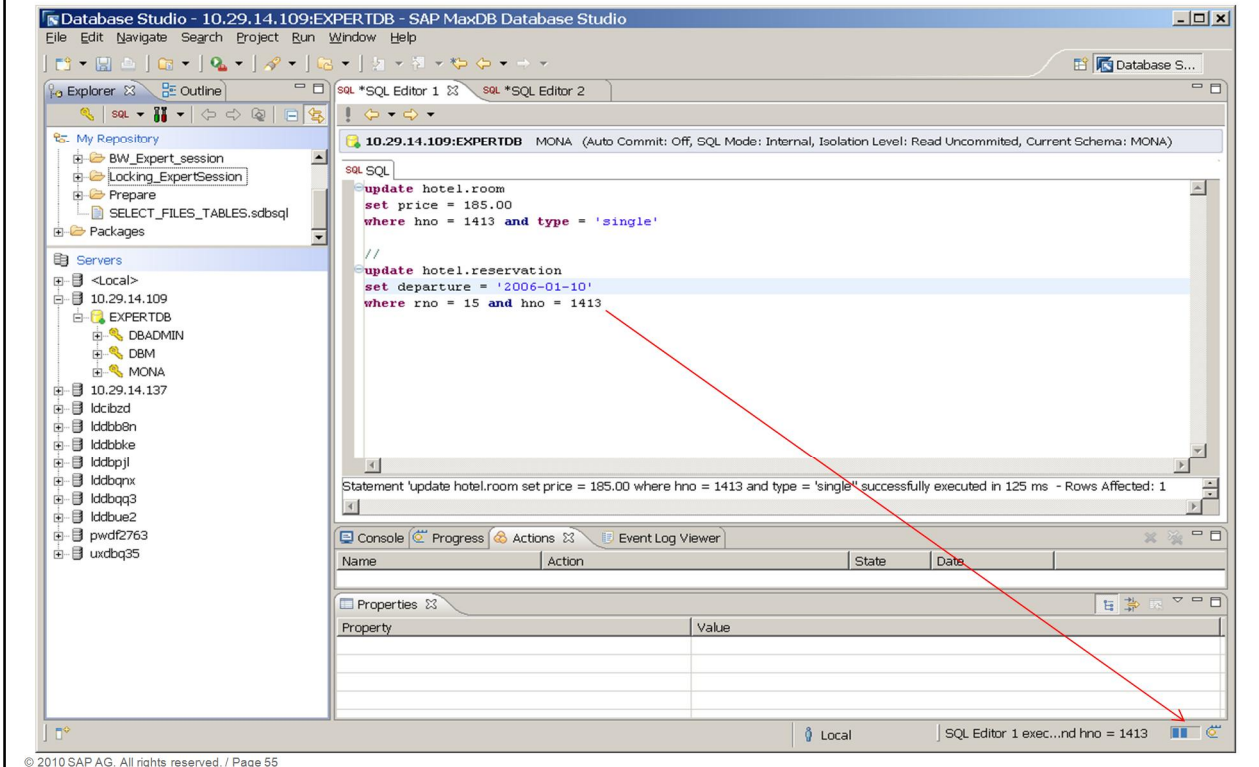 Database Studio - 10.29.14.109:EXPERTDB - SAP MaxDB Database Studio
File Edit Navigate Search Project Run Window Help
Database S...
Explorer Outline
SQL *SQL Editor 1 SQL *SQL Editor 2
SQL
My Repository
BW_Expert_session
Locking_ExpertSession
Prepare
SELECT_FILES_TABLES.sdbsql
Packages
Servers
<Local>
10.29.14.109
EXPERTDB
DBADMIN
DBM
MONA
10.29.14.137
ldcibzd
lddbb8n
lddbbke
lddbpjl
lddbqnx
lddbqq3
lddbue2
pwdf2763
uxdbq35
10.29.14.109:EXPERTDB MONA (Auto Commit: Off, SQL Mode: Internal, Isolation Level: Read Uncommited, Current Schema: MONA)
SQL SQL
update hotel.room
set price = 185.00
where hno = 1413 and type = 'single'
//
update hotel.reservation
set departure = '2006-01-10'
where rno = 15 and hno = 1413
Statement 'update hotel.room set price = 185.00 where hno = 1413 and type = 'single'' successfully executed in 125 ms - Rows Affected: 1
Console Progress Actions Event Log Viewer
Name Action State Date
Properties
Property Value
Local SQL Editor 1 exec...nd hno = 1413
© 2010 SAP AG. All rights reserved. / Page 55